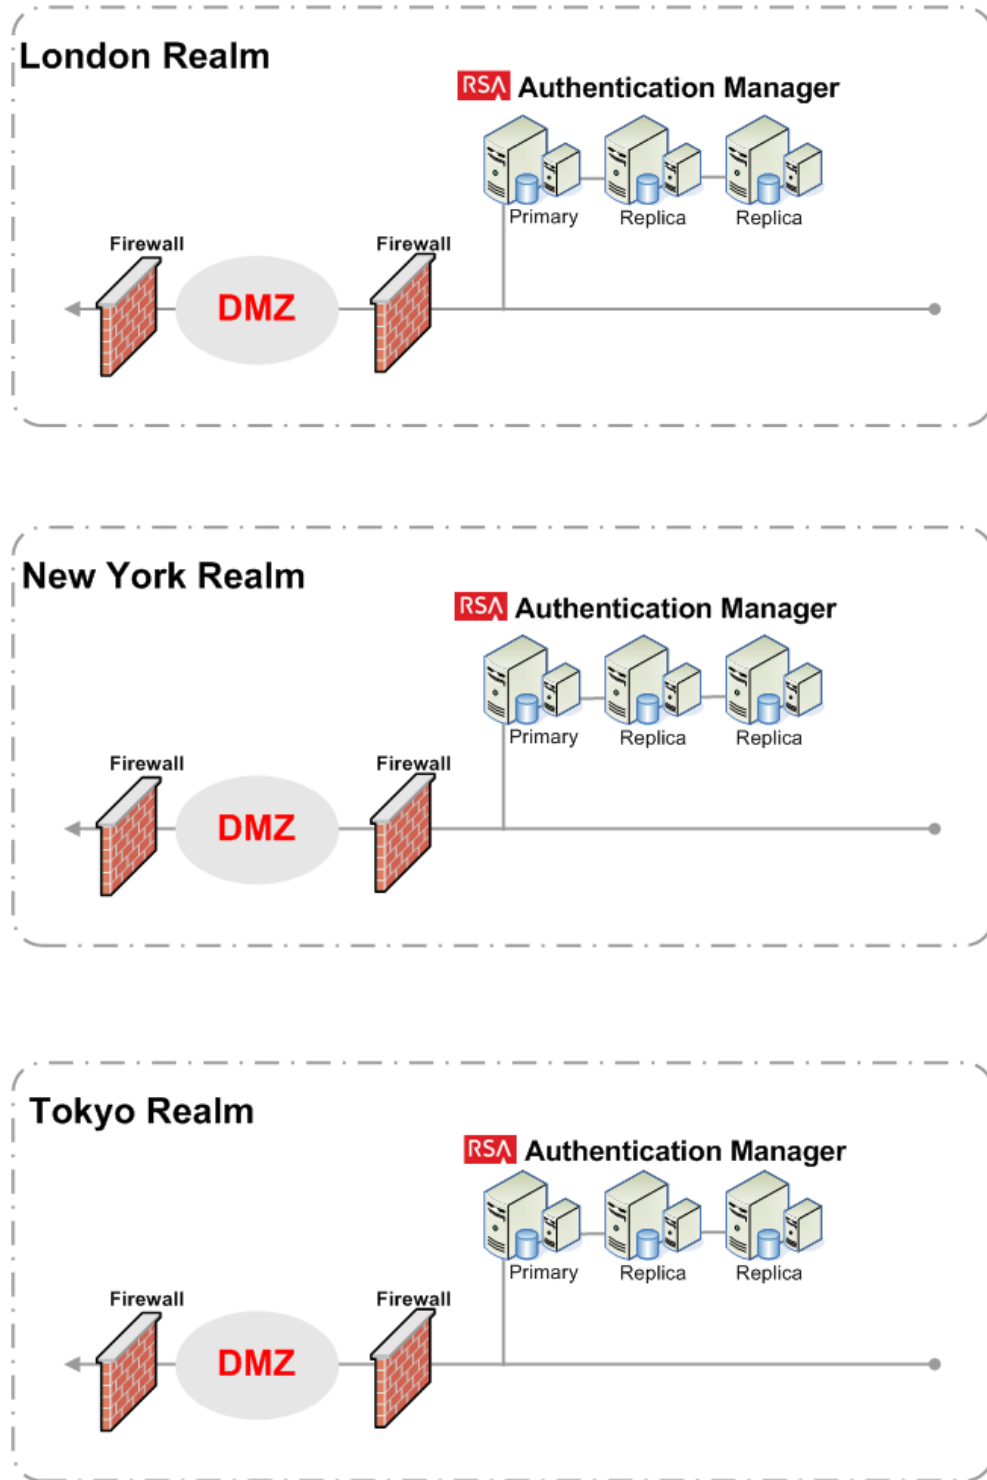 London Realm
RSA Authentication Manager
Primary Replica Replica
Firewall Firewall
DMZ
New York Realm
RSA Authentication Manager
Primary Replica Replica
Firewall Firewall
DMZ
Tokyo Realm
RSA Authentication Manager
Primary Replica Replica
Firewall Firewall
DMZ